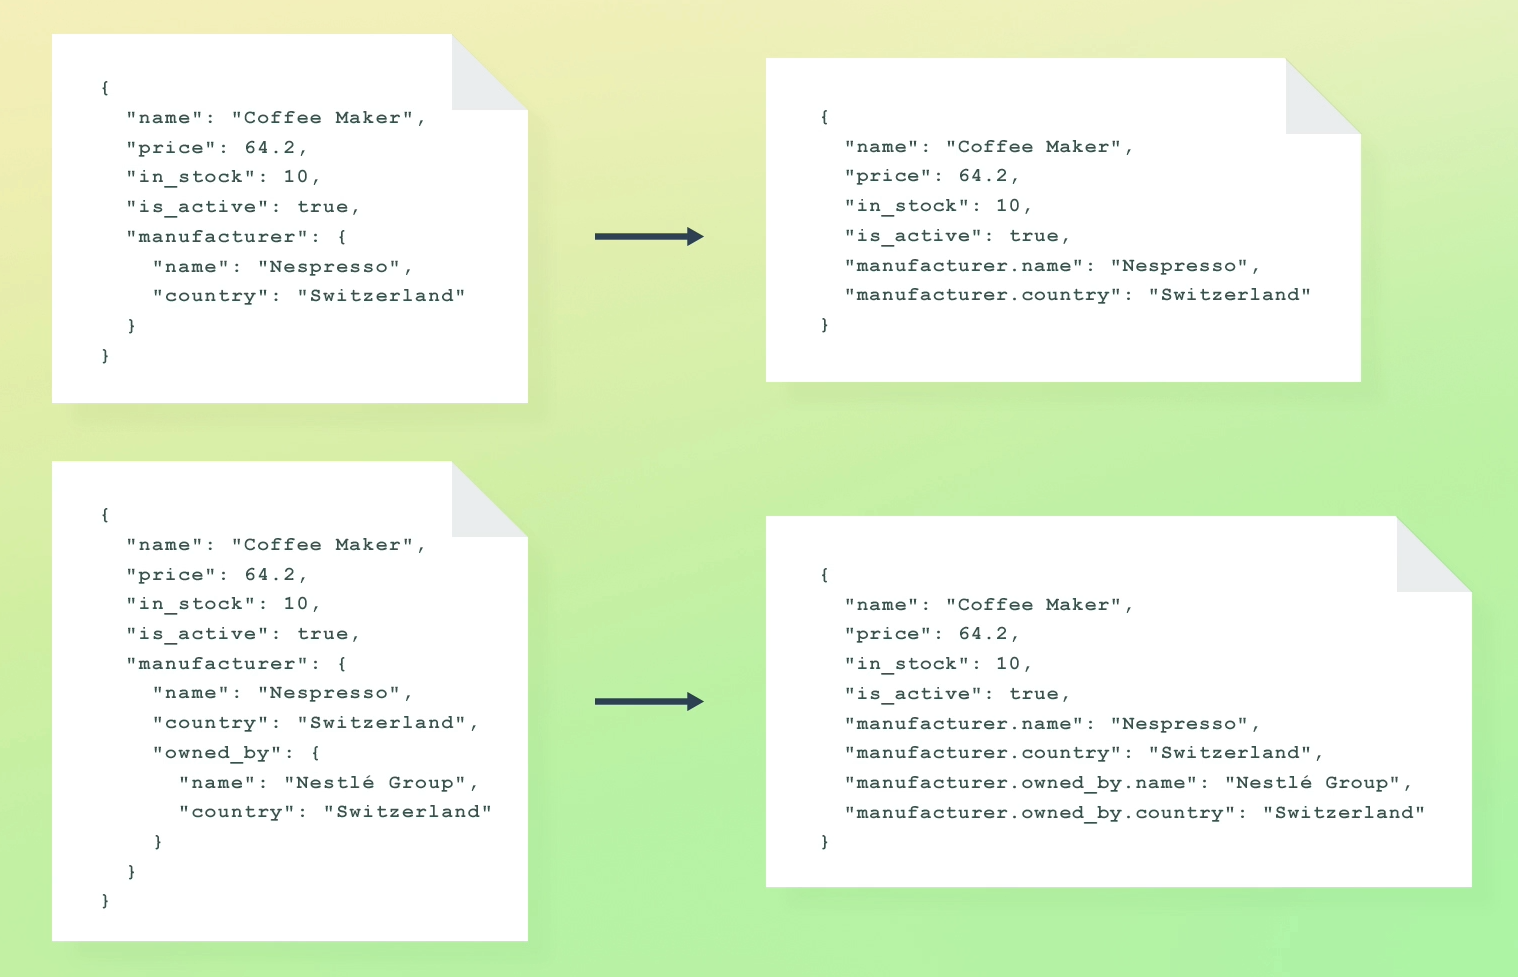 {
  "name": "Coffee Maker",
  "price": 64.2,
  "in_stock": 10,
  "is_active": true,
  "manufacturer": {
    "name": "Nespresso",
    "country": "Switzerland"
  }
}
{
  "name": "Coffee Maker",
  "price": 64.2,
  "in_stock": 10,
  "is_active": true,
  "manufacturer.name": "Nespresso",
  "manufacturer.country": "Switzerland"
}
{
  "name": "Coffee Maker",
  "price": 64.2,
  "in_stock": 10,
  "is_active": true,
  "manufacturer": {
    "name": "Nespresso",
    "country": "Switzerland",
    "owned_by": {
      "name": "Nestlé Group",
      "country": "Switzerland"
    }
  }
}
{
  "name": "Coffee Maker",
  "price": 64.2,
  "in_stock": 10,
  "is_active": true,
  "manufacturer.name": "Nespresso",
  "manufacturer.country": "Switzerland",
  "manufacturer.owned_by.name": "Nestlé Group",
  "manufacturer.owned_by.country": "Switzerland"
}